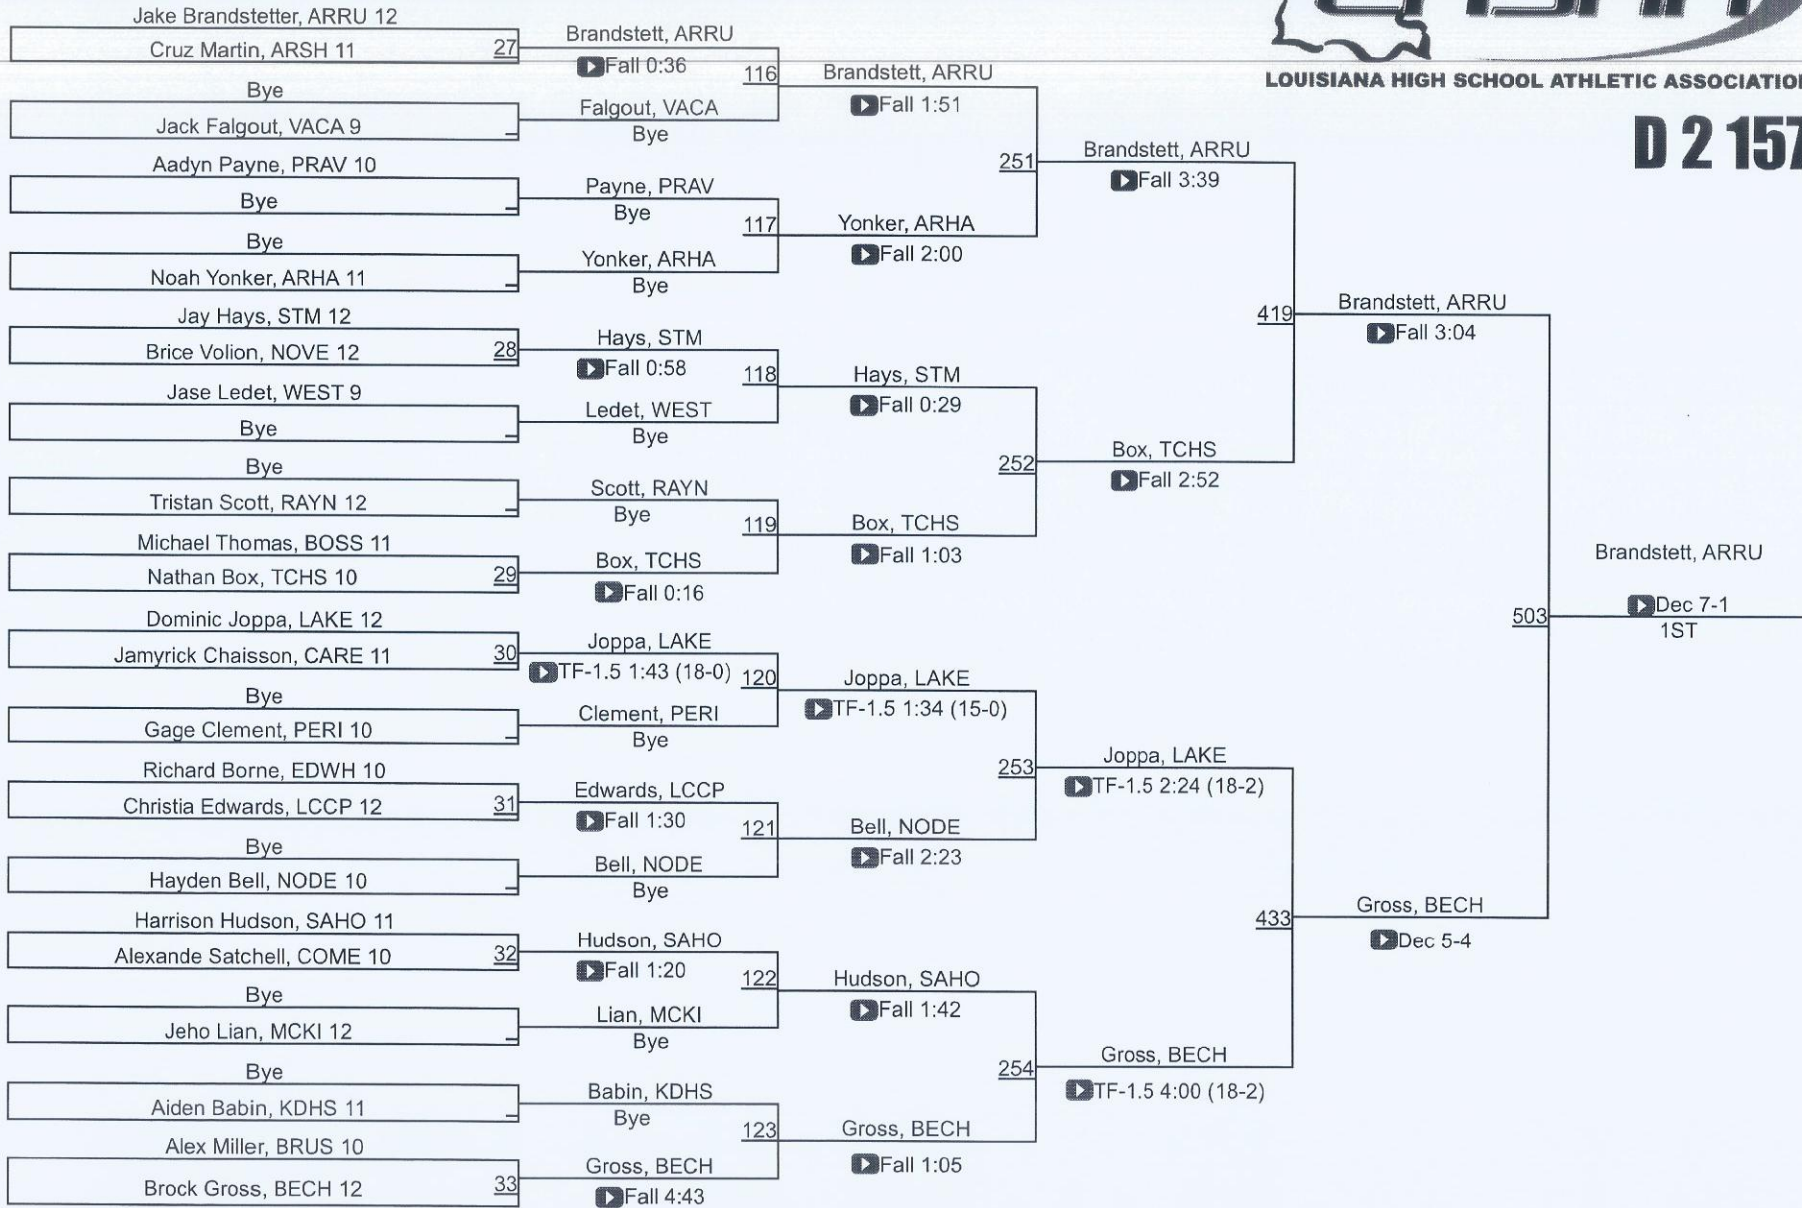 LOUISIANA HIGH SCHOOL ATHLETIC ASSOCIATION
D 2 157
Jake Brandstetter, ARRU 12
Cruz Martin, ARSH 11
27
Bye
Jack Falgout, VACA 9
Aadyn Payne, PRAV 10
Bye
Bye
Noah Yonker, ARHA 11
Jay Hays, STM 12
Brice Volion, NOVE 12
28
Jase Ledet, WEST 9
Bye
Bye
Tristan Scott, RAYN 12
Michael Thomas, BOSS 11
Nathan Box, TCHS 10
29
Dominic Joppa, LAKE 12
Jamyrick Chaisson, CARE 11
30
Bye
Gage Clement, PERI 10
Richard Borne, EDWH 10
Christia Edwards, LCCP 12
31
Bye
Hayden Bell, NODE 10
Harrison Hudson, SAHO 11
Alexande Satchell, COME 10
32
Bye
Jeho Lian, MCKI 12
Bye
Aiden Babin, KDHS 11
Alex Miller, BRUS 10
Brock Gross, BECH 12
33
Brandstett, ARRU
Fall 0:36
116
Falgout, VACA
Bye
Payne, PRAV
Bye
117
Yonker, ARHA
Bye
Hays, STM
Fall 0:58
118
Ledet, WEST
Bye
Scott, RAYN
Bye
119
Box, TCHS
Fall 0:16
Joppa, LAKE
TF-1.5 1:43 (18-0)
120
Clement, PERI
Bye
Edwards, LCCP
Fall 1:30
121
Bell, NODE
Bye
Hudson, SAHO
Fall 1:20
122
Lian, MCKI
Bye
Babin, KDHS
Bye
123
Gross, BECH
Fall 4:43
Brandstett, ARRU
Fall 1:51
251
Yonker, ARHA
Fall 2:00
Hays, STM
Fall 0:29
252
Box, TCHS
Fall 1:03
Joppa, LAKE
TF-1.5 1:34 (15-0)
253
Bell, NODE
Fall 2:23
Hudson, SAHO
Fall 1:42
254
Gross, BECH
Fall 1:05
Brandstett, ARRU
Fall 3:39
419
Box, TCHS
Fall 2:52
Joppa, LAKE
TF-1.5 2:24 (18-2)
433
Gross, BECH
TF-1.5 4:00 (18-2)
Brandstett, ARRU
Fall 3:04
503
Gross, BECH
Dec 5-4
Brandstett, ARRU
Dec 7-1
1ST